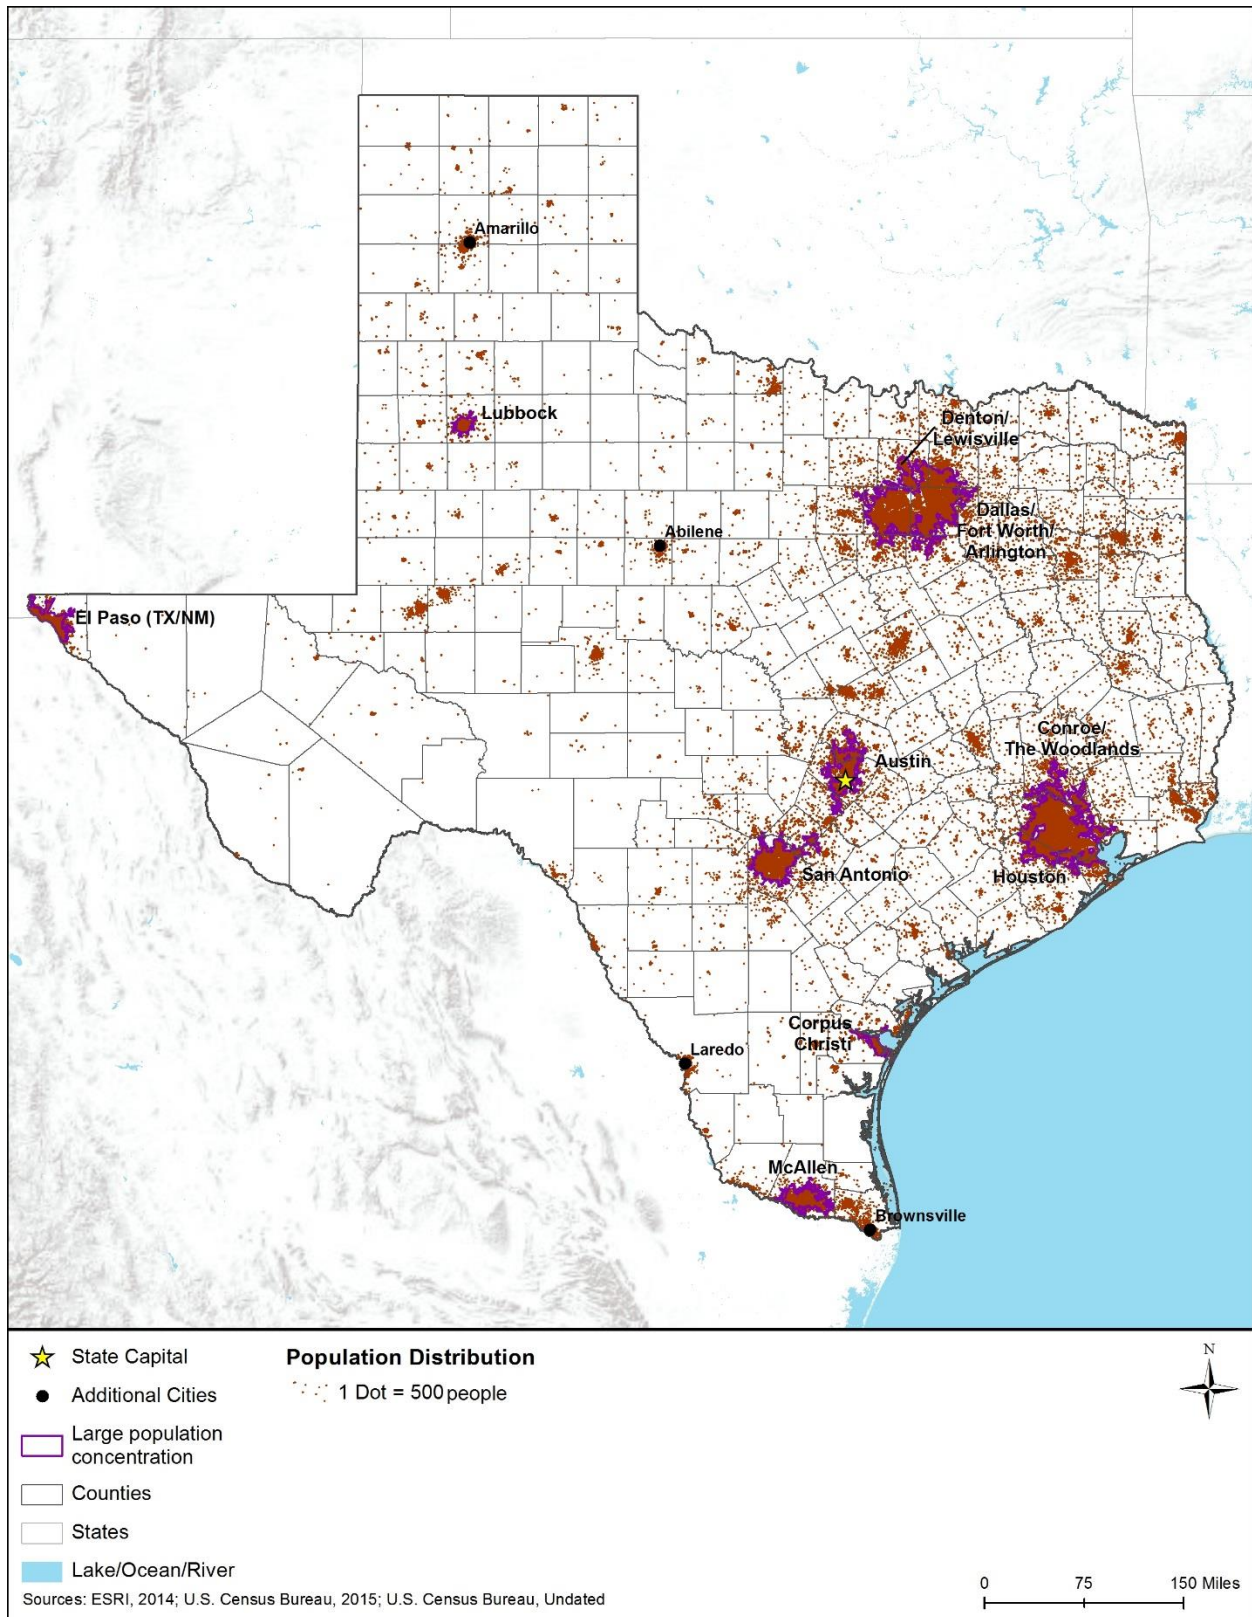 Amarillo
Lubbock
Denton/
Lewisville
Dallas/
Fort Worth/
Arlington
Abilene
El Paso (TX/NM)
Conroe/
The Woodlands
Austin
San Antonio
Houston
Corpus
Christi
Laredo
McAllen
Brownsville
State Capital
Population Distribution
N
Additional Cities
1 Dot = 500 people
Large population
concentration
Counties
States
Lake/Ocean/River
Sources: ESRI, 2014; U.S. Census Bureau, 2015; U.S. Census Bureau, Undated
0 75 150 Miles